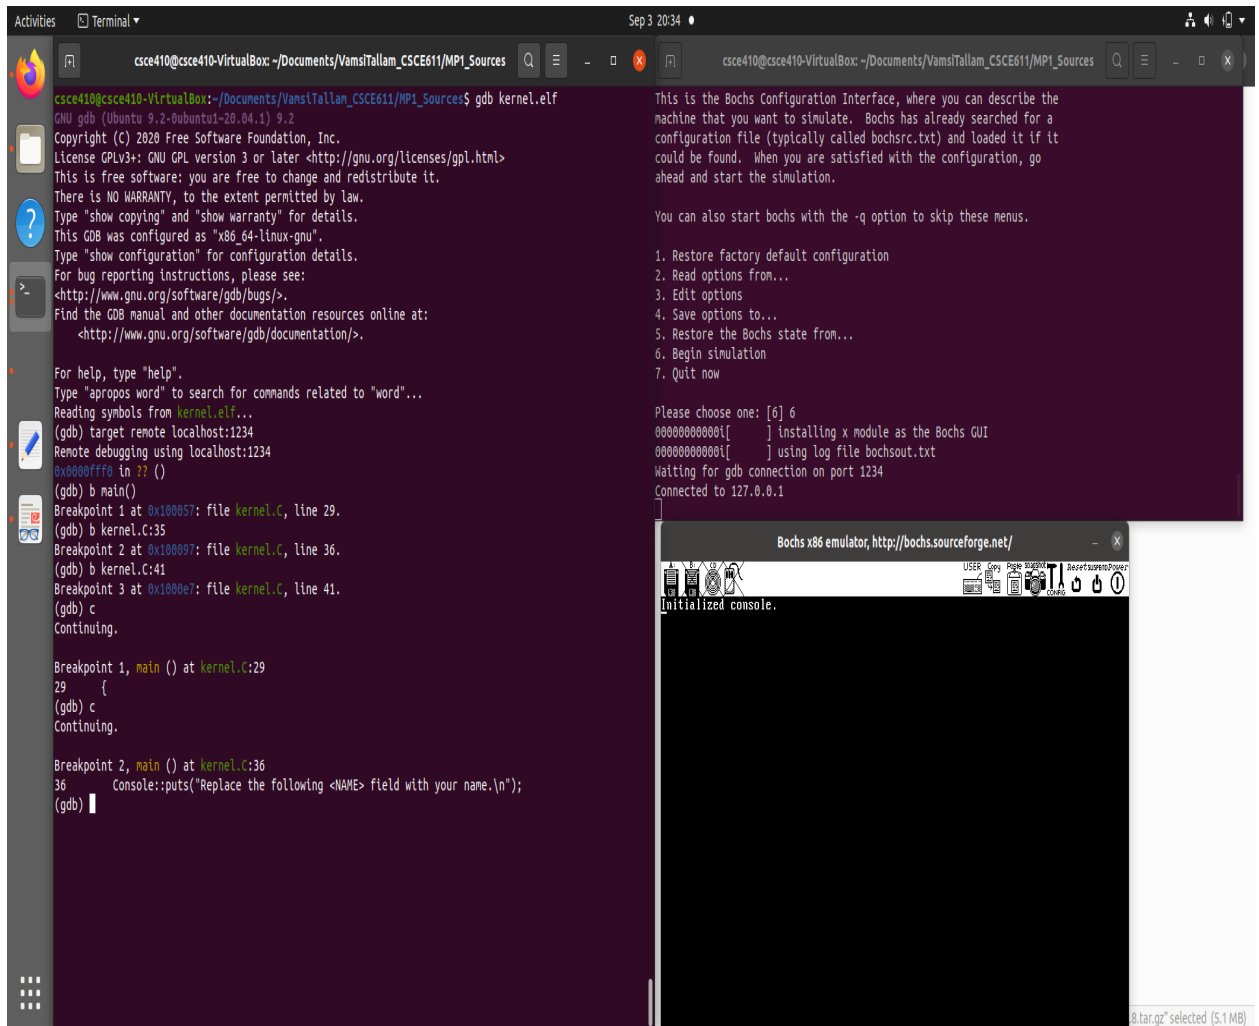 Activities
Terminal
Sep 3 20:34
csce410@csce410-VirtualBox: ~/Documents/VamsiTallam_CSCE611/MP1_Sources
csce410@csce410-VirtualBox:~/Documents/VamsiTallam_CSCE611/MP1_Sources$ gdb kernel.elf
GNU gdb (Ubuntu 9.2-0ubuntu1~20.04.1) 9.2
Copyright (C) 2020 Free Software Foundation, Inc.
License GPLv3+: GNU GPL version 3 or later <http://gnu.org/licenses/gpl.html>
This is free software: you are free to change and redistribute it.
There is NO WARRANTY, to the extent permitted by law.
Type "show copying" and "show warranty" for details.
This GDB was configured as "x86_64-linux-gnu".
Type "show configuration" for configuration details.
For bug reporting instructions, please see:
<http://www.gnu.org/software/gdb/bugs/>.
Find the GDB manual and other documentation resources online at:
<http://www.gnu.org/software/gdb/documentation/>.
For help, type "help".
Type "apropos word" to search for commands related to "word"...
Reading symbols from kernel.elf...
(gdb) target remote localhost:1234
Remote debugging using localhost:1234
0x0000fff0 in ?? ()
(gdb) b main()
Breakpoint 1 at 0x100057: file kernel.C, line 29.
(gdb) b kernel.C:35
Breakpoint 2 at 0x100097: file kernel.C, line 36.
(gdb) b kernel.C:41
Breakpoint 3 at 0x1000e7: file kernel.C, line 41.
(gdb) c
Continuing.
Breakpoint 1, main () at kernel.C:29
29 {
(gdb) c
Continuing.
Breakpoint 2, main () at kernel.C:36
36 Console::puts("Replace the following <NAME> field with your name.\n");
(gdb)
csce410@csce410-VirtualBox: ~/Documents/VamsiTallam_CSCE611/MP1_Sources
This is the Bochs Configuration Interface, where you can describe the
machine that you want to simulate. Bochs has already searched for a
configuration file (typically called bochsrc.txt) and loaded it if it
could be found. When you are satisfied with the configuration, go
ahead and start the simulation.
You can also start bochs with the -q option to skip these menus.
1. Restore factory default configuration
2. Read options from...
3. Edit options
4. Save options to...
5. Restore the Bochs state from...
6. Begin simulation
7. Quit now
Please choose one: [6] 6
00000000000i[ ] installing x module as the Bochs GUI
00000000000i[ ] using log file bochsout.txt
Waiting for gdb connection on port 1234
Connected to 127.0.0.1
Bochs x86 emulator, http://bochs.sourceforge.net/
A: B: CD USER Copy Paste snapshot CONFIG Reset suspend Power
Initialized console.
8.tar.gz" selected (5.1 MB)